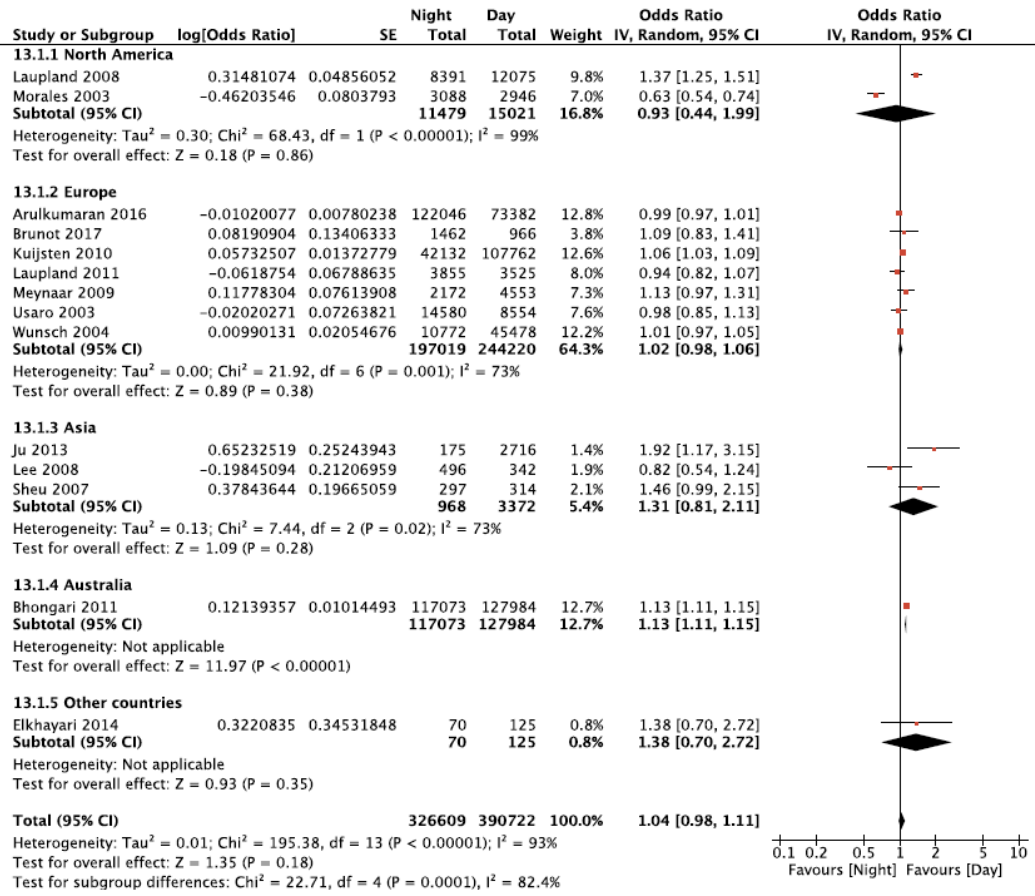 Night Day Odds Ratio Odds Ratio
Study or Subgroup log[Odds Ratio] SE Total Total Weight IV, Random, 95% CI IV, Random, 95% CI
13.1.1 North America
Laupland 2008 0.31481074 0.04856052 8391 12075 9.8% 1.37 [1.25, 1.51]
Morales 2003 −0.46203546 0.0803793 3088 2946 7.0% 0.63 [0.54, 0.74]
Subtotal (95% CI) 11479 15021 16.8% 0.93 [0.44, 1.99]
Heterogeneity: Tau² = 0.30; Chi² = 68.43, df = 1 (P < 0.00001); I² = 99%
Test for overall effect: Z = 0.18 (P = 0.86)
13.1.2 Europe
Arulkumaran 2016 −0.01020077 0.00780238 122046 73382 12.8% 0.99 [0.97, 1.01]
Brunot 2017 0.08190904 0.13406333 1462 966 3.8% 1.09 [0.83, 1.41]
Kuijsten 2010 0.05732507 0.01372779 42132 107762 12.6% 1.06 [1.03, 1.09]
Laupland 2011 −0.0618754 0.06788635 3855 3525 8.0% 0.94 [0.82, 1.07]
Meynaar 2009 0.11778304 0.07613908 2172 4553 7.3% 1.13 [0.97, 1.31]
Usaro 2003 −0.02020271 0.07263821 14580 8554 7.6% 0.98 [0.85, 1.13]
Wunsch 2004 0.00990131 0.02054676 10772 45478 12.2% 1.01 [0.97, 1.05]
Subtotal (95% CI) 197019 244220 64.3% 1.02 [0.98, 1.06]
Heterogeneity: Tau² = 0.00; Chi² = 21.92, df = 6 (P = 0.001); I² = 73%
Test for overall effect: Z = 0.89 (P = 0.38)
13.1.3 Asia
Ju 2013 0.65232519 0.25243943 175 2716 1.4% 1.92 [1.17, 3.15]
Lee 2008 −0.19845094 0.21206959 496 342 1.9% 0.82 [0.54, 1.24]
Sheu 2007 0.37843644 0.19665059 297 314 2.1% 1.46 [0.99, 2.15]
Subtotal (95% CI) 968 3372 5.4% 1.31 [0.81, 2.11]
Heterogeneity: Tau² = 0.13; Chi² = 7.44, df = 2 (P = 0.02); I² = 73%
Test for overall effect: Z = 1.09 (P = 0.28)
13.1.4 Australia
Bhongari 2011 0.12139357 0.01014493 117073 127984 12.7% 1.13 [1.11, 1.15]
Subtotal (95% CI) 117073 127984 12.7% 1.13 [1.11, 1.15]
Heterogeneity: Not applicable
Test for overall effect: Z = 11.97 (P < 0.00001)
13.1.5 Other countries
Elkhayari 2014 0.3220835 0.34531848 70 125 0.8% 1.38 [0.70, 2.72]
Subtotal (95% CI) 70 125 0.8% 1.38 [0.70, 2.72]
Heterogeneity: Not applicable
Test for overall effect: Z = 0.93 (P = 0.35)
Total (95% CI) 326609 390722 100.0% 1.04 [0.98, 1.11]
Heterogeneity: Tau² = 0.01; Chi² = 195.38, df = 13 (P < 0.00001); I² = 93%
Test for overall effect: Z = 1.35 (P = 0.18)
Test for subgroup differences: Chi² = 22.71, df = 4 (P = 0.0001), I² = 82.4%
0.1 0.2 0.5 1 2 5 10
Favours [Night] Favours [Day]